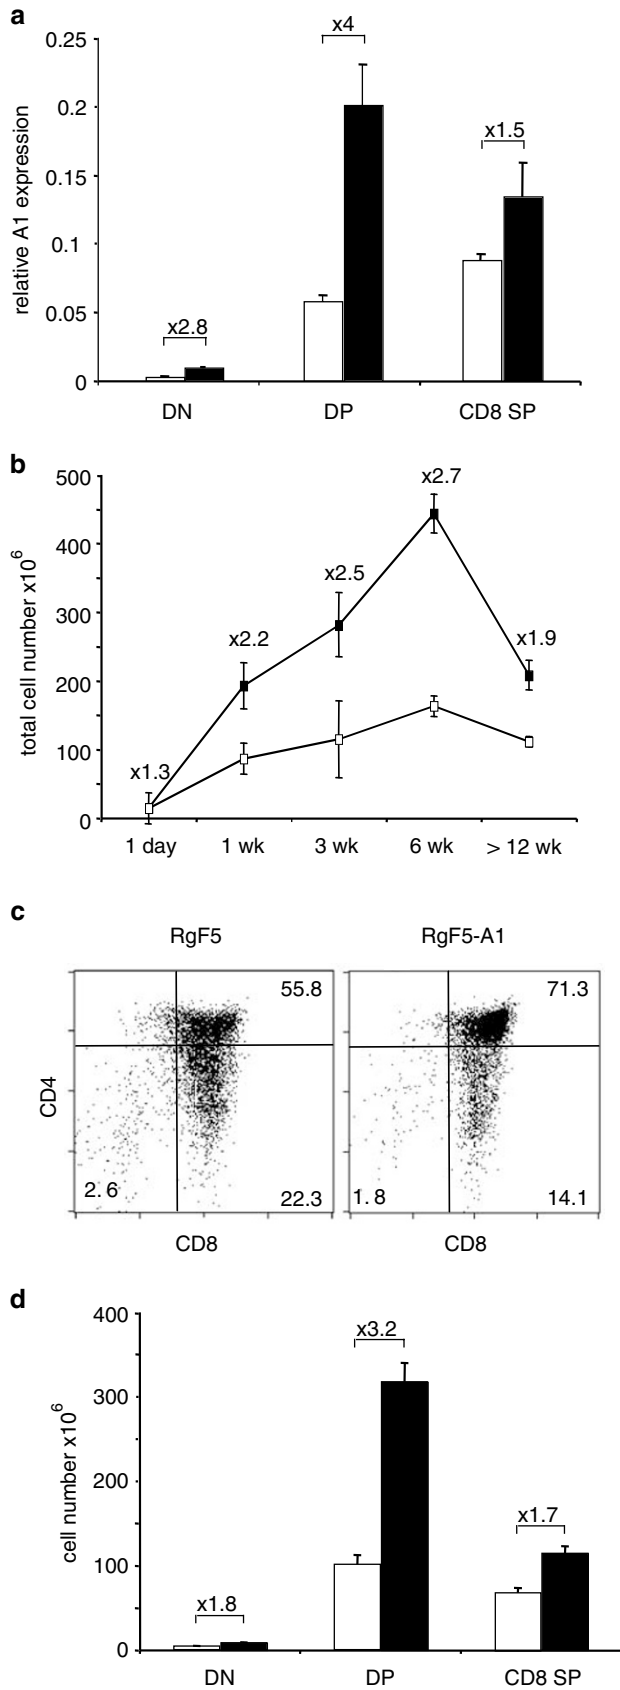 a
x4
0.25
0.2
x1.5
0.15
relative A1 expression
0.1
x2.8
0.05
0
DN DP CD8 SP
b
500
x2.7
400
x2.5
300
x2.2
x1.9
200
total cell number x10⁶
100
x1.3
0
1 day 1 wk 3 wk 6 wk > 12 wk
c
RgF5 RgF5-A1
55.8 71.3
CD4
2.6 22.3 1.8 14.1
CD8 CD8
d
400
x3.2
300
cell number x10⁶
200
x1.7
100
x1.8
0
DN DP CD8 SP